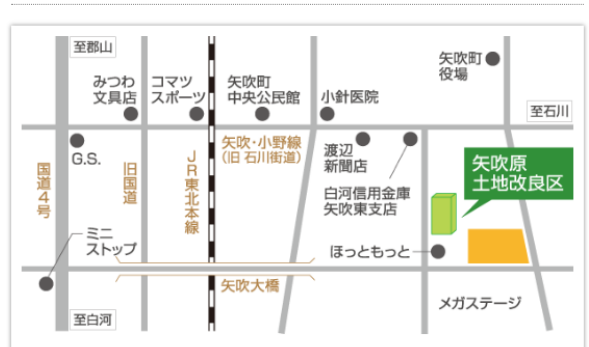 至郡山
みつわ
文具店
コマツ
スポーツ
矢吹町
中央公民館
小針医院
矢吹町
役場
至石川
G.S.
国道4号
旧国道
JR東北本線
矢吹・小野線
(旧 石川街道)
渡辺
新聞店
白河信用金庫
矢吹東支店
矢吹原
土地改良区
ミニ
ストップ
ほっともっと
矢吹大橋
メガステージ
至白河